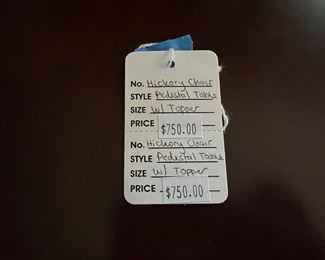 No. Hickory Chair
STYLE Pedestal Table
SIZE w/ Topper
PRICE $750.00
No. Hickory Chair
STYLE Pedestal Table
SIZE w/ Topper
PRICE $750.00